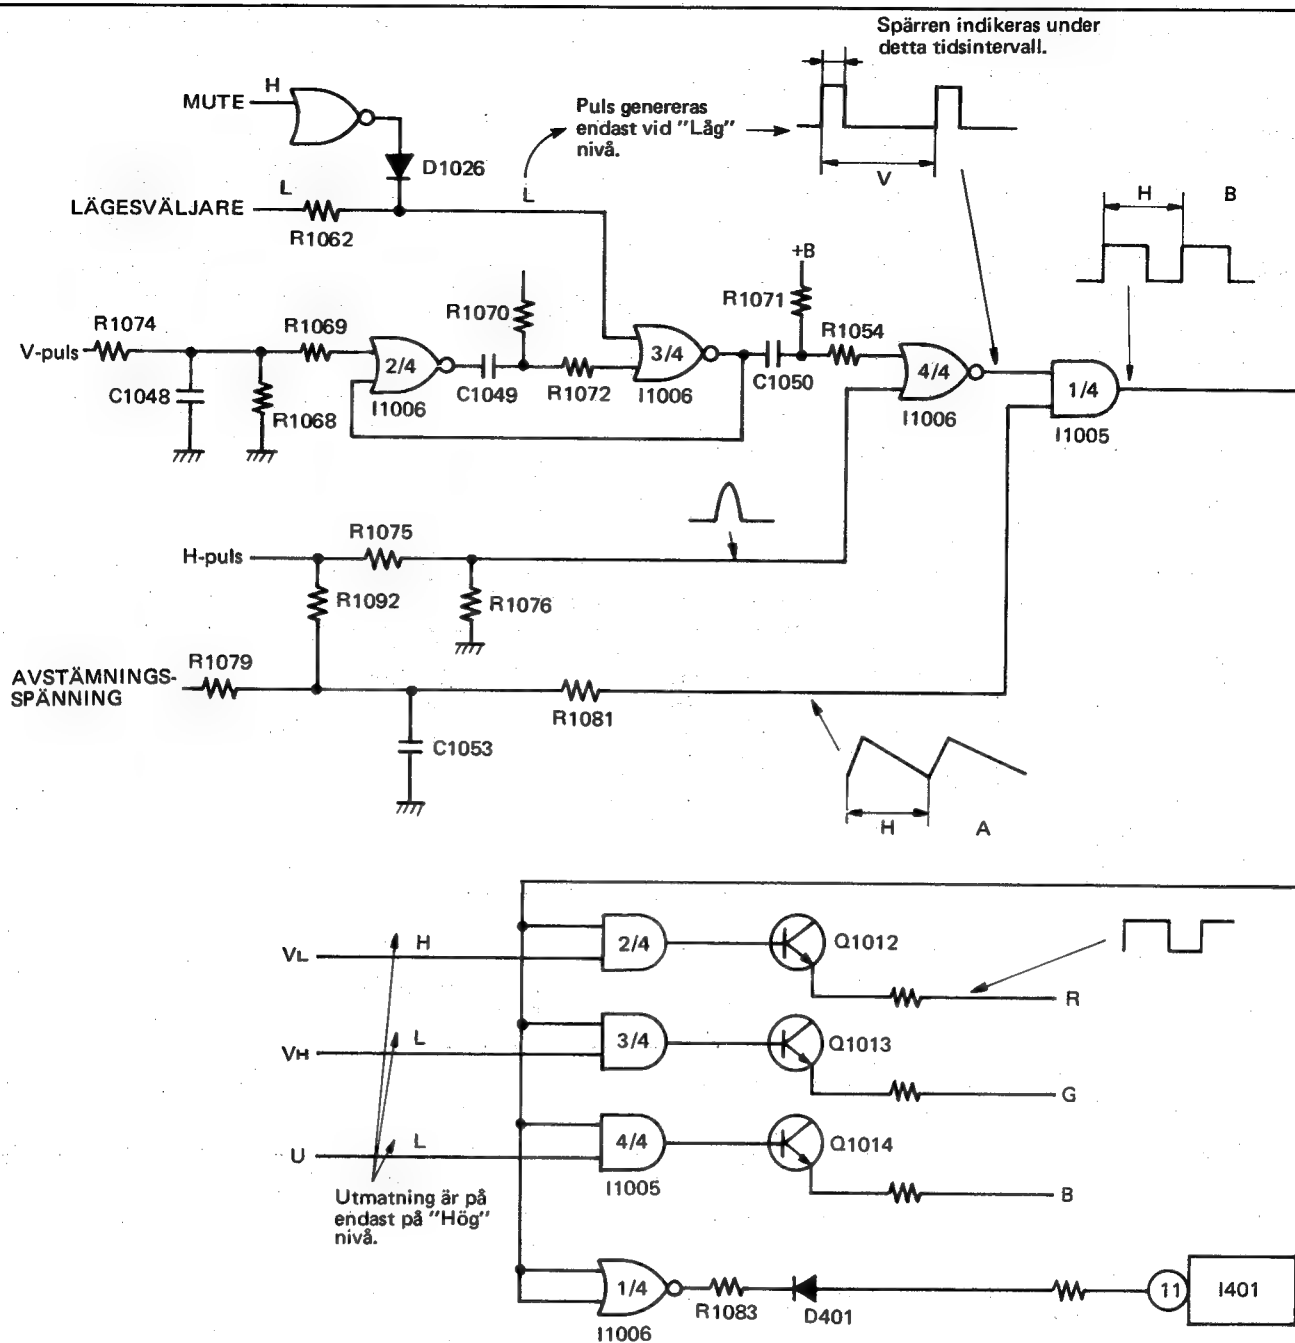 Spärren indikeras under
detta tidsintervall.
MUTE
H
Puls genereras
endast vid "Låg"
nivå.
D1026
V
L
L
LÄGESVÄLJARE
R1062
H
B
+B
R1071
R1070
R1074
R1069
R1054
V-puls
2/4
3/4
4/4
1/4
C1048
R1068
I1006
C1049
R1072
I1006
C1050
I1006
I1005
R1075
H-puls
R1092
R1076
R1079
AVSTÄMNINGS-
SPÄNNING
R1081
C1053
H
A
VL
H
2/4
Q1012
R
VH
L
3/4
Q1013
G
U
L
4/4
Q1014
I1005
B
Utmatning är på
endast på "Hög"
nivå.
1/4
R1083
D401
11
I401
I1006